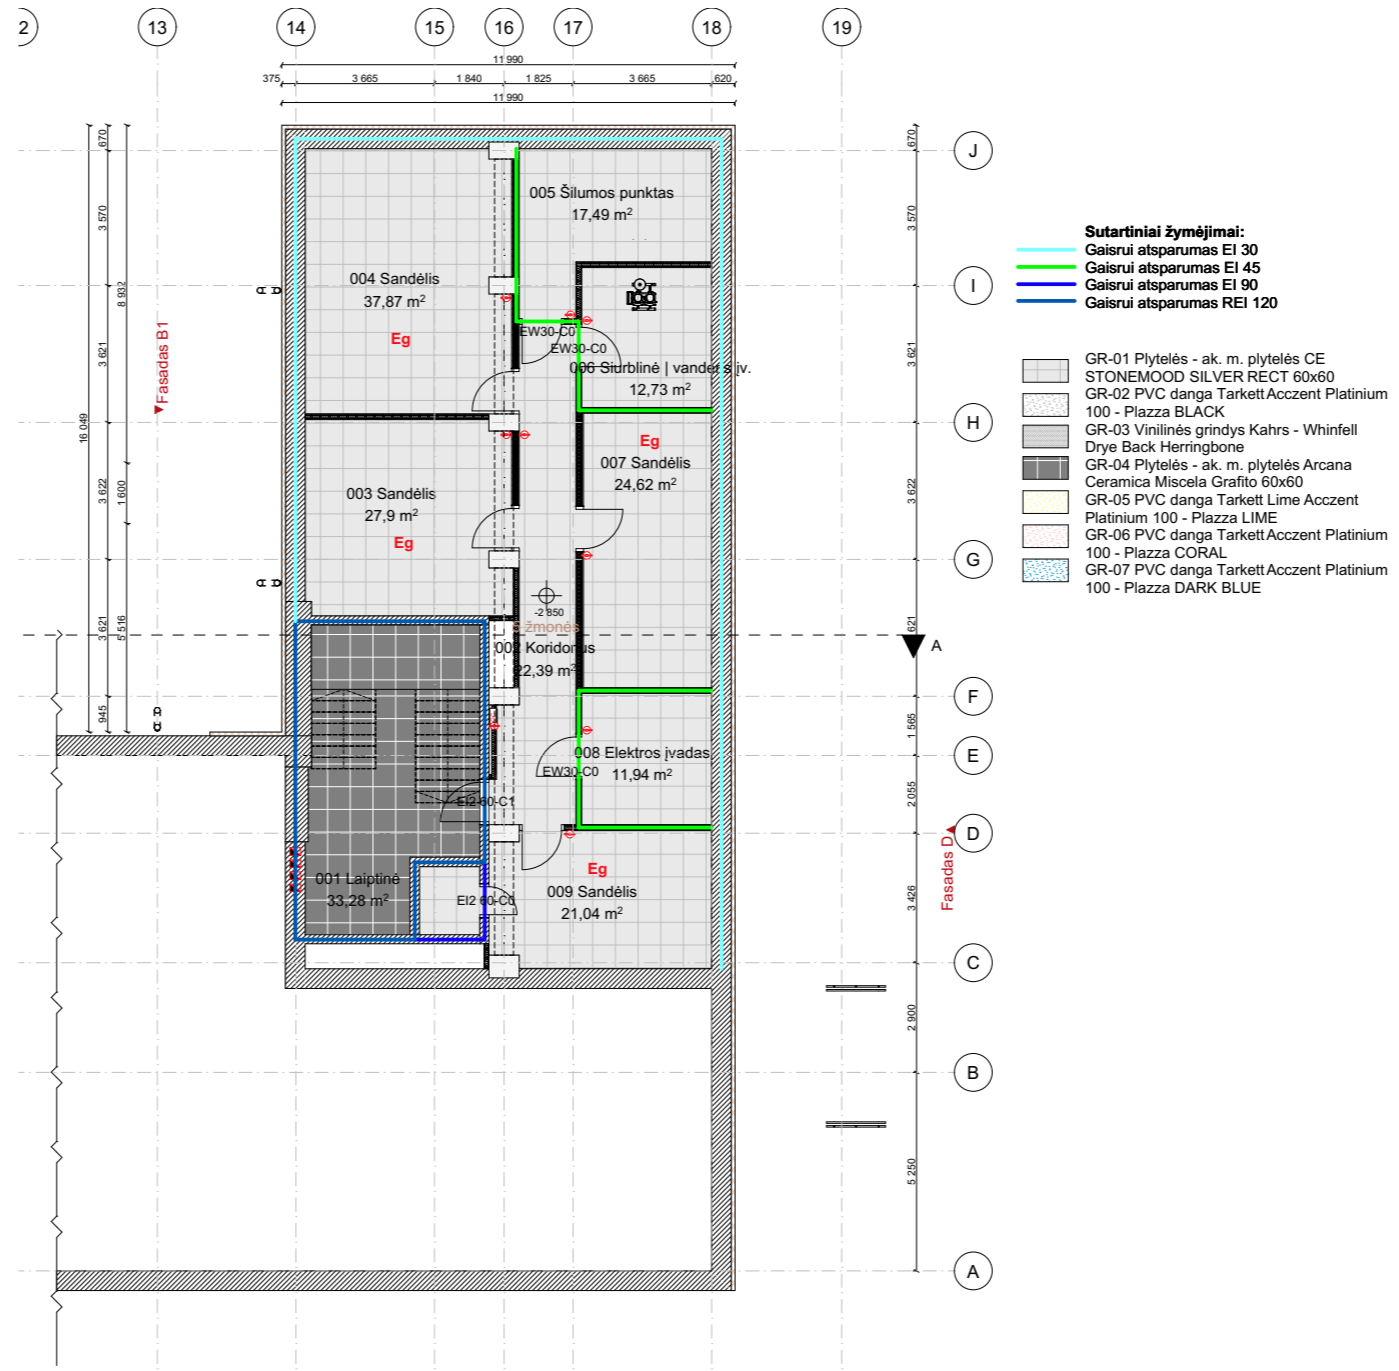 2
13
14
15
16
17
18
19
11 990
375
3 665
1 840
1 825
3 665
620
11 990
670
3 570
8 932
3 621
16 049
3 622
1 600
3 621
5 516
945
Fasadas B1
670
3 570
3 621
3 622
621
1 565
2 055
3 426
2 900
5 250
J
I
H
G
F
E
D
C
B
A
A
Fasadas D
005 Šilumos punktas
17,49 m²
004 Sandėlis
37,87 m²
Eg
EW30-C0
EW30-C0
006 Siurblinė | vandens įv.
12,73 m²
Eg
007 Sandėlis
24,62 m²
003 Sandėlis
27,9 m²
Eg
-2 850
žmonės
002 Koridorius
22,39 m²
008 Elektros įvadas
11,94 m²
EW30-C0
EI2 60-C1
001 Laiptinė
33,28 m²
EI2 60-C0
Eg
009 Sandėlis
21,04 m²
Sutartiniai žymėjimai:
Gaisrui atsparumas EI 30
Gaisrui atsparumas EI 45
Gaisrui atsparumas EI 90
Gaisrui atsparumas REI 120
GR-01 Plytelės - ak. m. plytelės CE
STONEMOOD SILVER RECT 60x60
GR-02 PVC danga Tarkett Acczent Platinium
100 - Plazza BLACK
GR-03 Vinilinės grindys Kahrs - Whinfell
Drye Back Herringbone
GR-04 Plytelės - ak. m. plytelės Arcana
Ceramica Miscela Grafito 60x60
GR-05 PVC danga Tarkett Lime Acczent
Platinium 100 - Plazza LIME
GR-06 PVC danga Tarkett Acczent Platinium
100 - Plazza CORAL
GR-07 PVC danga Tarkett Acczent Platinium
100 - Plazza DARK BLUE